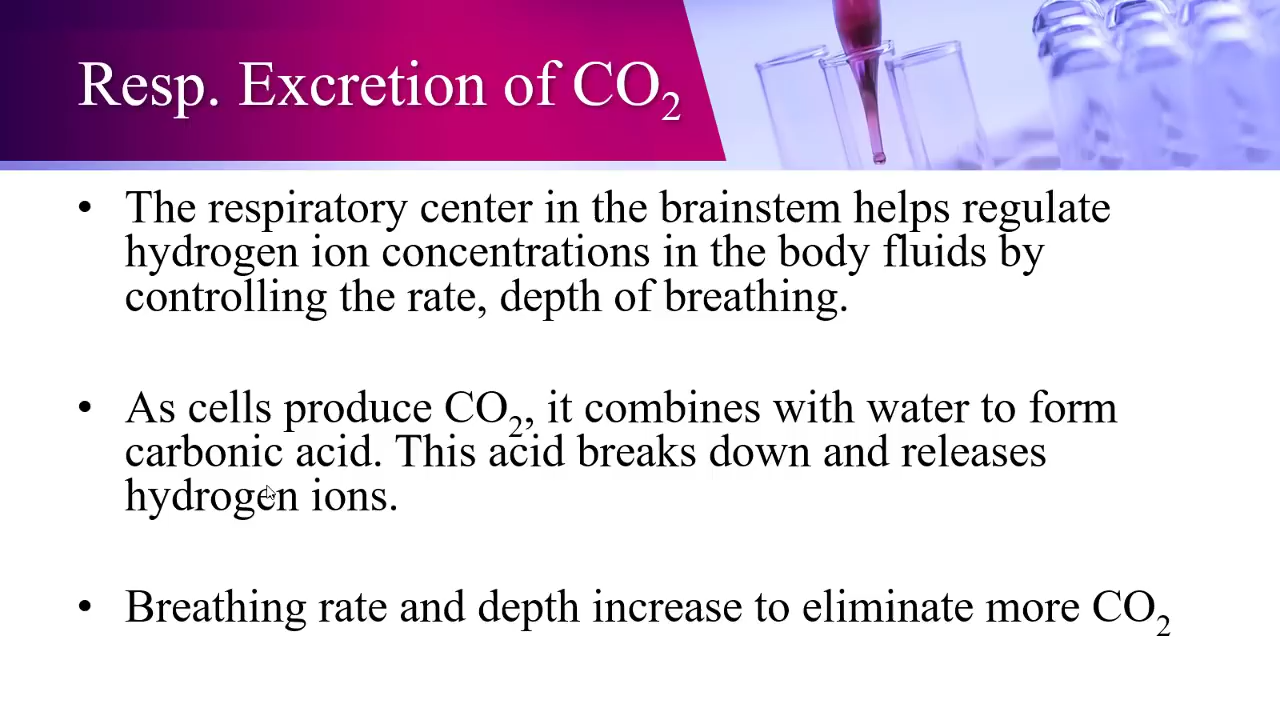 Resp. Excretion of CO₂
• The respiratory center in the brainstem helps regulate
hydrogen ion concentrations in the body fluids by
controlling the rate, depth of breathing.
• As cells produce CO₂, it combines with water to form
carbonic acid. This acid breaks down and releases
hydrogen ions.
• Breathing rate and depth increase to eliminate more CO₂